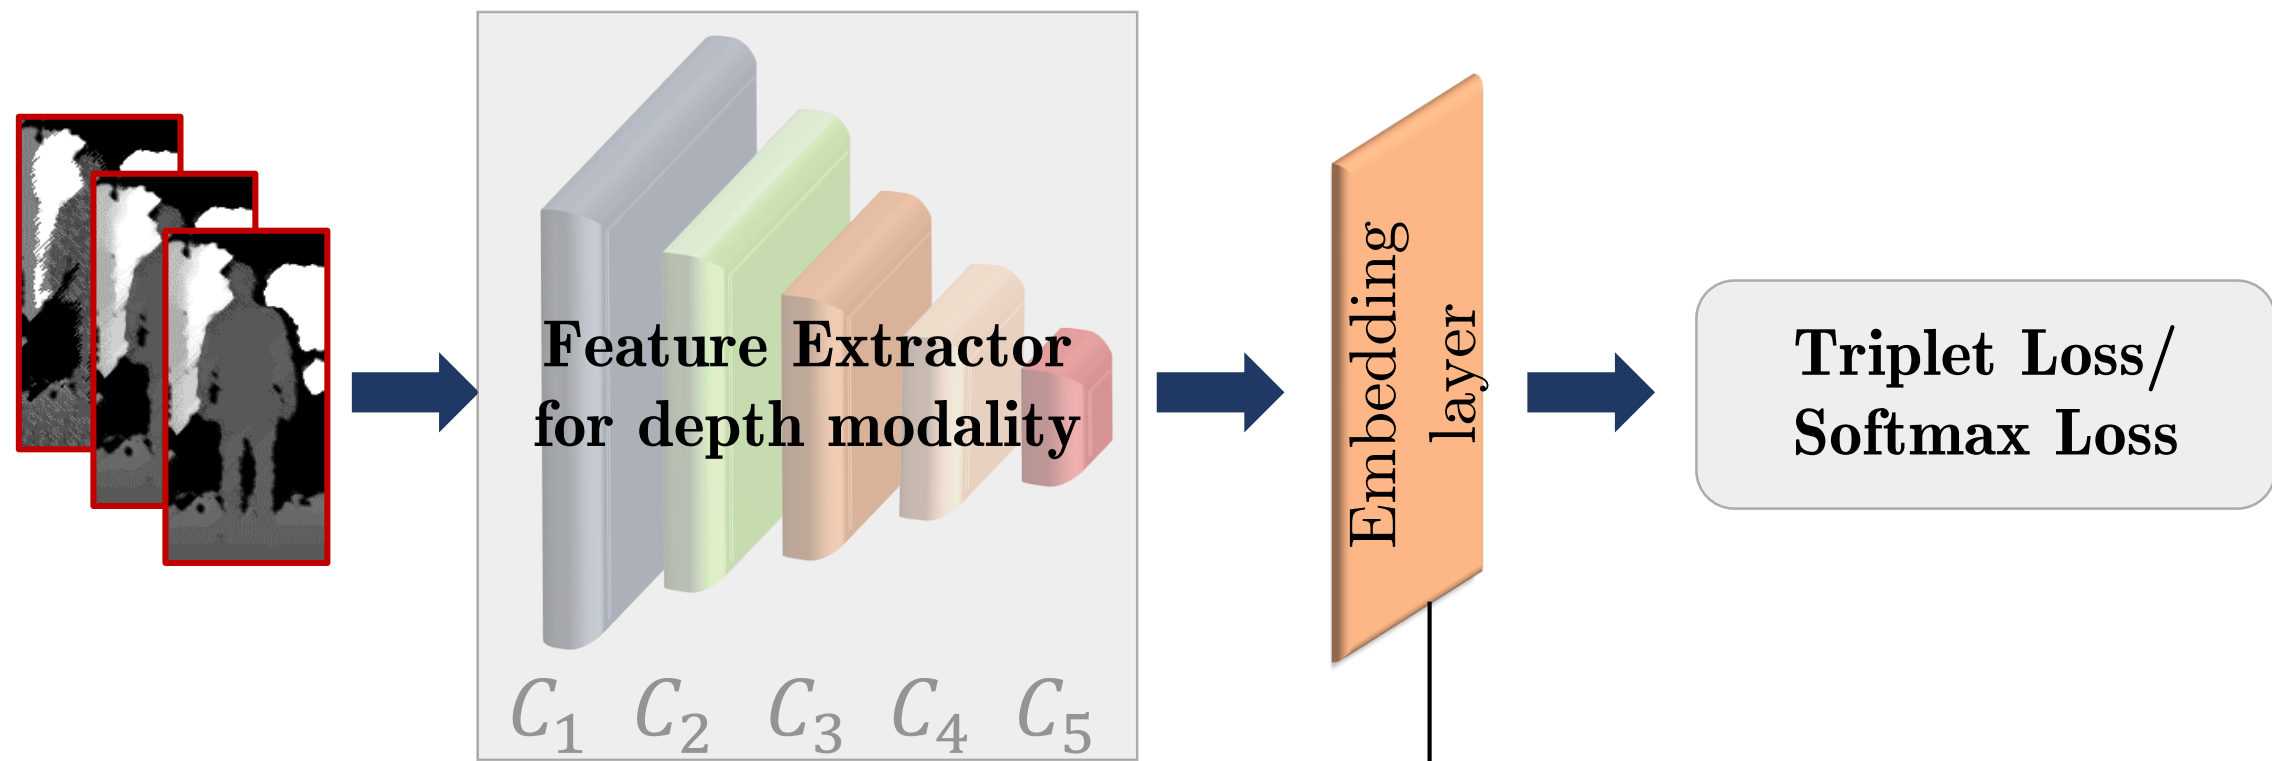 Feature Extractor
for depth modality
C₁ C₂ C₃ C₄ C₅
Embedding
layer
Triplet Loss/
Softmax Loss